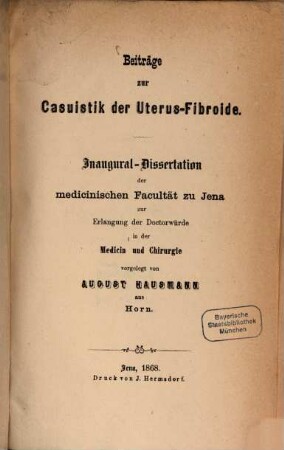 Beiträge
zur
Casuistik der Uterus-Fibroide.
Inaugural-Dissertation
der
medicinischen Facultät zu Jena
zur
Erlangung der Doctorwürde
in der
Medicin und Chirurgie
vorgelegt von
AUGUST HAUSMANN
aus
Horn.
Bayerische
Staatsbibliothek
München
Jena, 1868.
Druck von J. Hermsdorf.